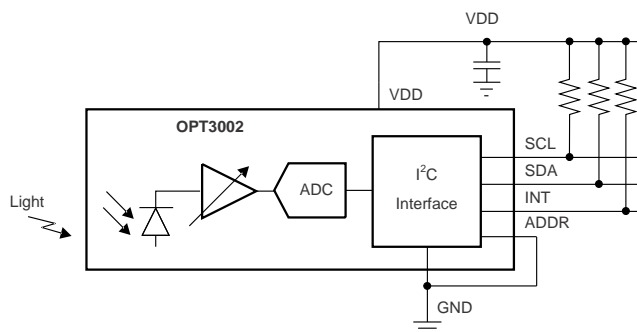 VDD
VDD
OPT3002
SCL
SDA
INT
ADDR
Light
ADC
I²C
Interface
GND